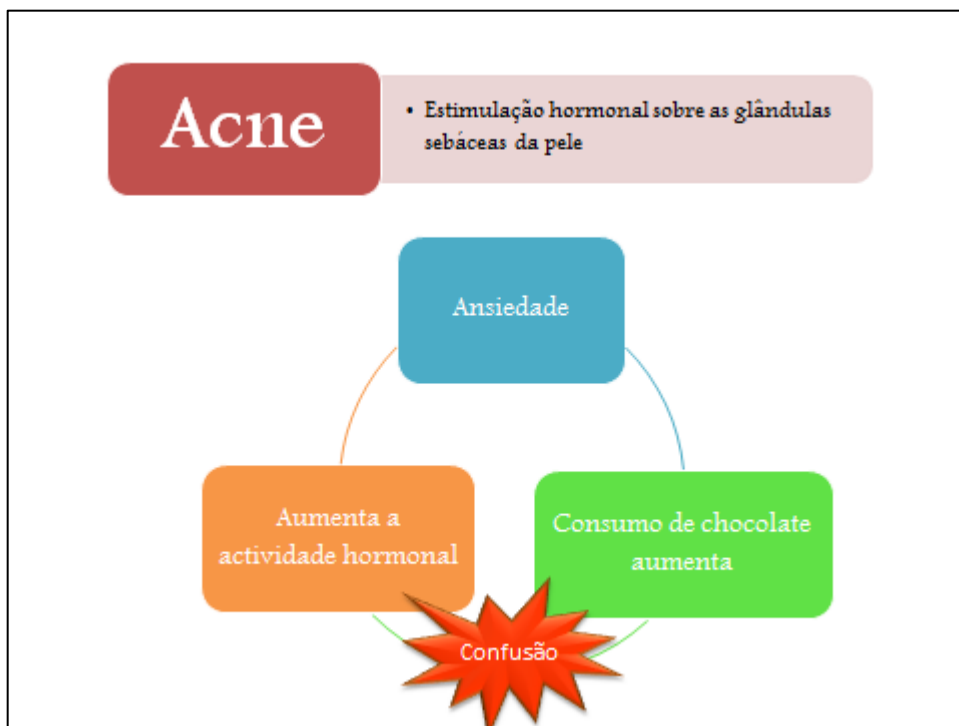 Acne
• Estimulação hormonal sobre as glândulas
sebáceas da pele
Ansiedade
Aumenta a
actividade hormonal
Consumo de chocolate
aumenta
Confusão